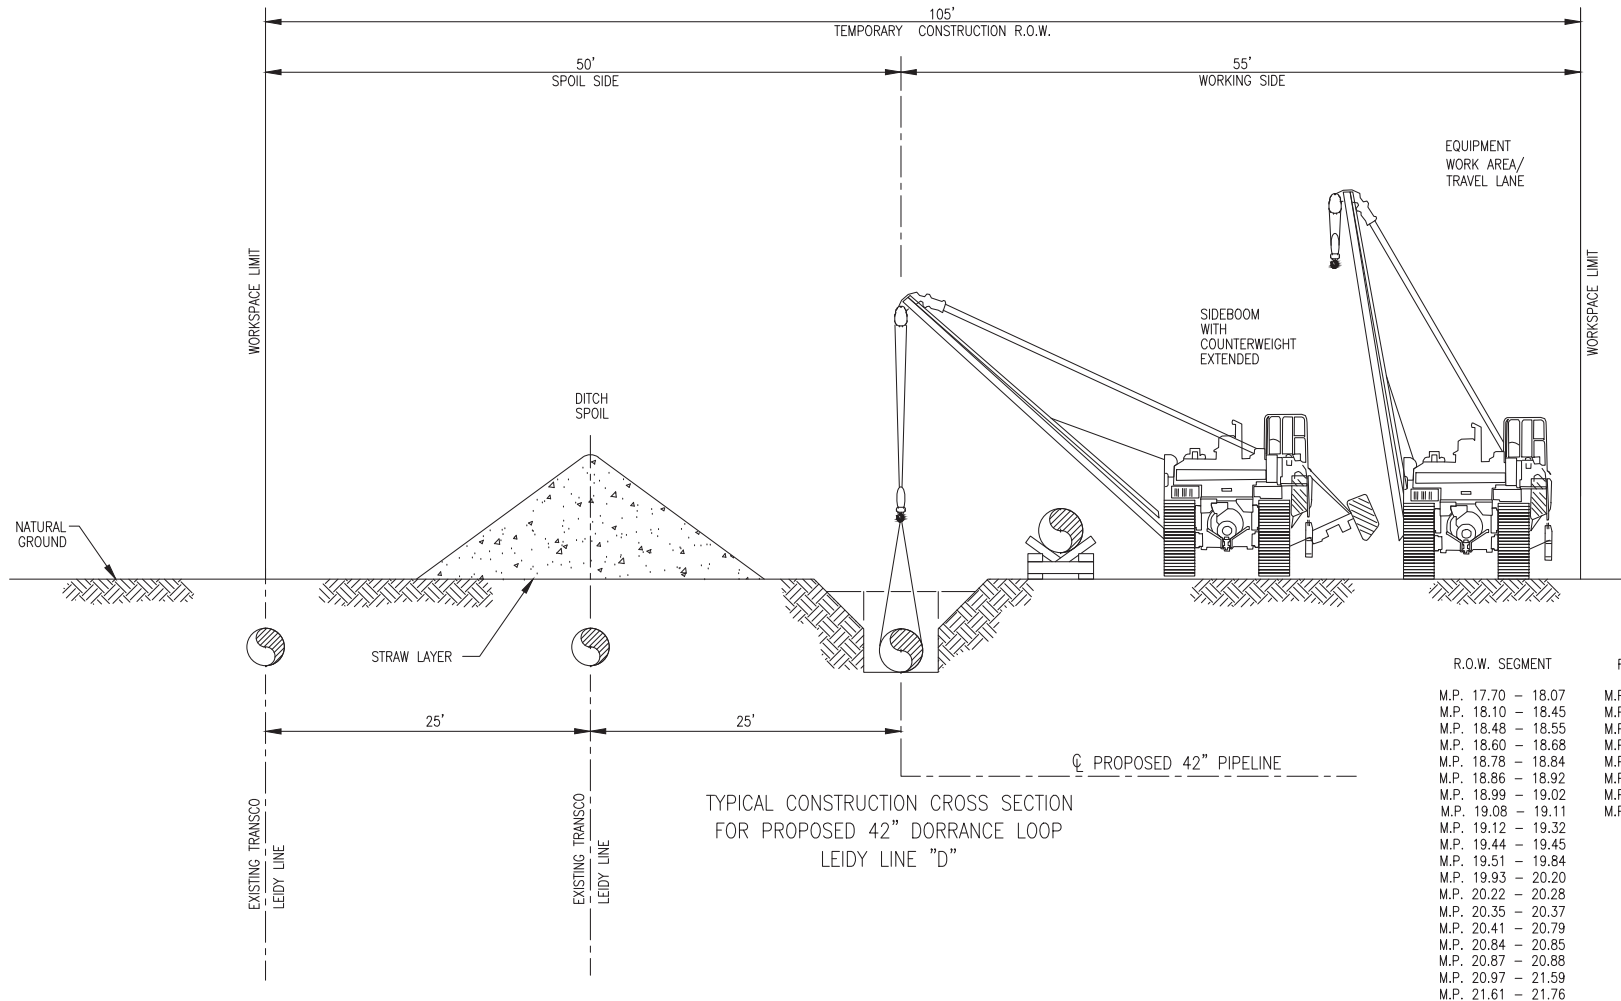 105'
TEMPORARY CONSTRUCTION R.O.W.
50'
SPOIL SIDE
55'
WORKING SIDE
EQUIPMENT
WORK AREA/
TRAVEL LANE
WORKSPACE LIMIT
WORKSPACE LIMIT
SIDEBOOM
WITH
COUNTERWEIGHT
EXTENDED
DITCH
SPOIL
NATURAL
GROUND
STRAW LAYER
25'
25'
℄ PROPOSED 42" PIPELINE
TYPICAL CONSTRUCTION CROSS SECTION
FOR PROPOSED 42" DORRANCE LOOP
LEIDY LINE "D"
EXISTING TRANSCO
LEIDY LINE
EXISTING TRANSCO
LEIDY LINE
R.O.W. SEGMENT
M.P. 17.70 – 18.07
M.P. 18.10 – 18.45
M.P. 18.48 – 18.55
M.P. 18.60 – 18.68
M.P. 18.78 – 18.84
M.P. 18.86 – 18.92
M.P. 18.99 – 19.02
M.P. 19.08 – 19.11
M.P. 19.12 – 19.32
M.P. 19.44 – 19.45
M.P. 19.51 – 19.84
M.P. 19.93 – 20.20
M.P. 20.22 – 20.28
M.P. 20.35 – 20.37
M.P. 20.41 – 20.79
M.P. 20.84 – 20.85
M.P. 20.87 – 20.88
M.P. 20.97 – 21.59
M.P. 21.61 – 21.76